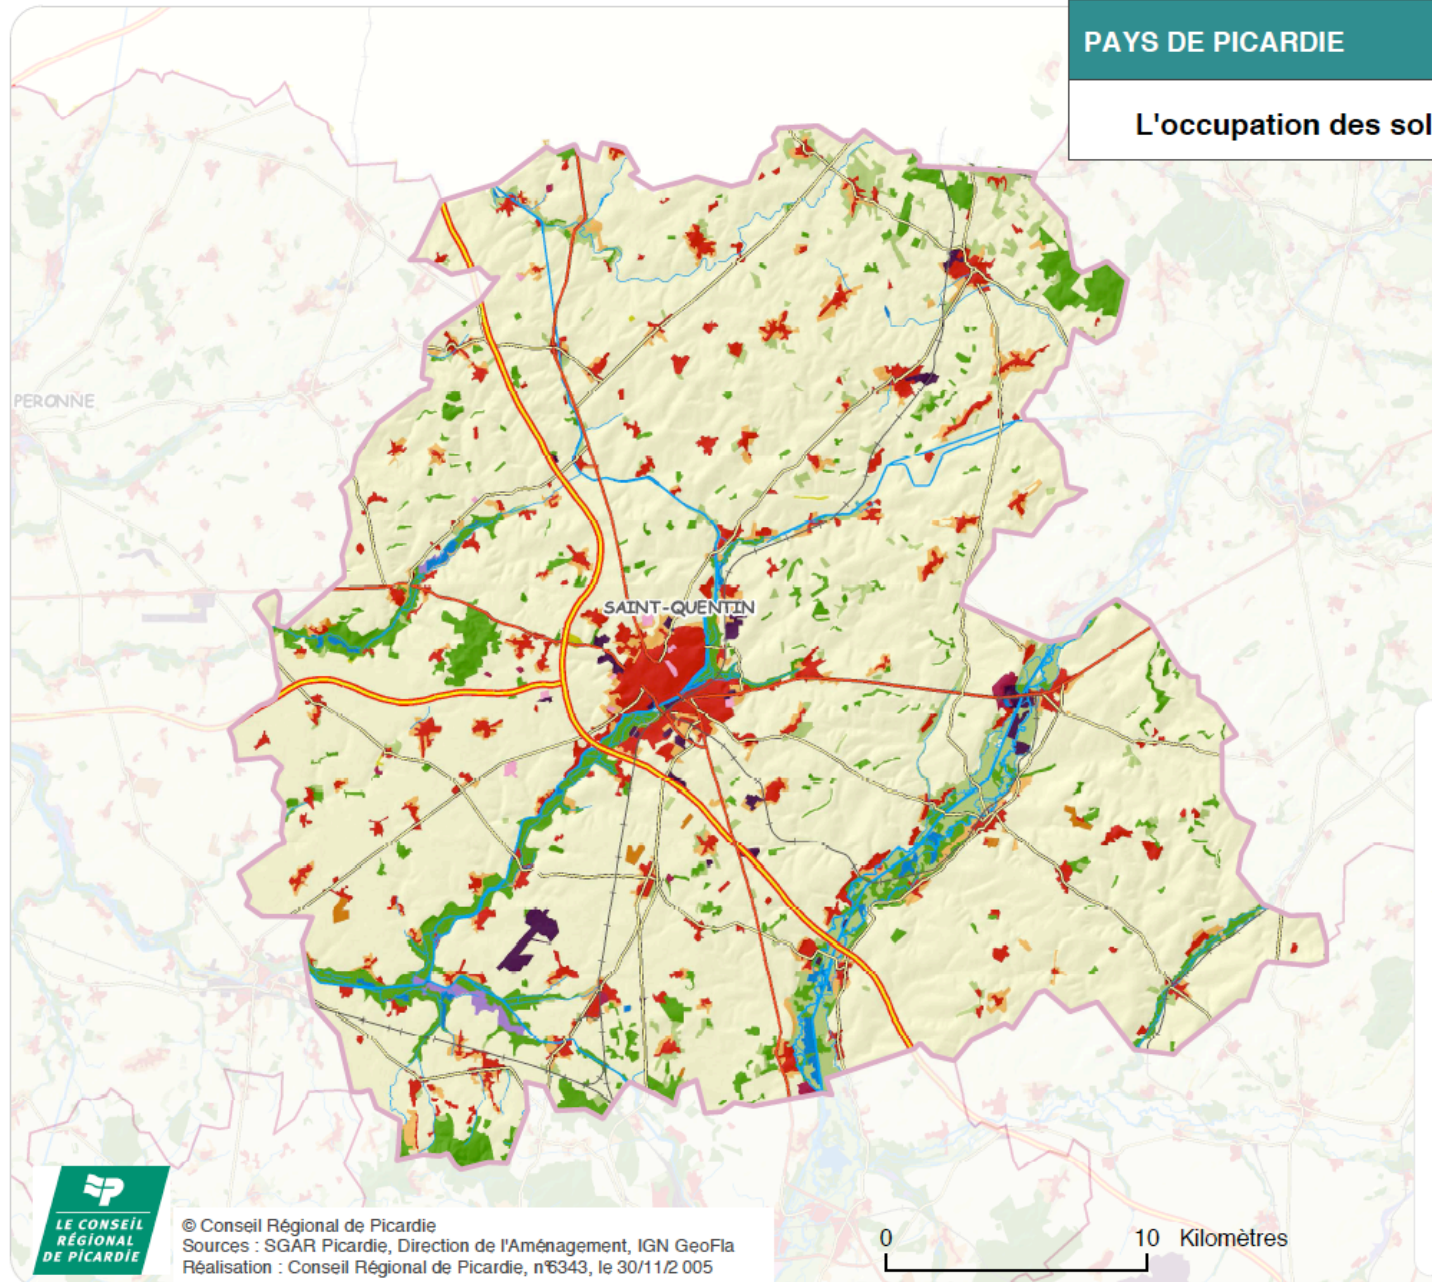 PAYS DE PICARDIE
L'occupation des sol
PERONNE
SAINT-QUENTIN
LE CONSEIL
RÉGIONAL
DE PICARDIE
© Conseil Régional de Picardie
Sources : SGAR Picardie, Direction de l'Aménagement, IGN GeoFla
Réalisation : Conseil Régional de Picardie, n°6343, le 30/11/2 005
0 10 Kilomètres